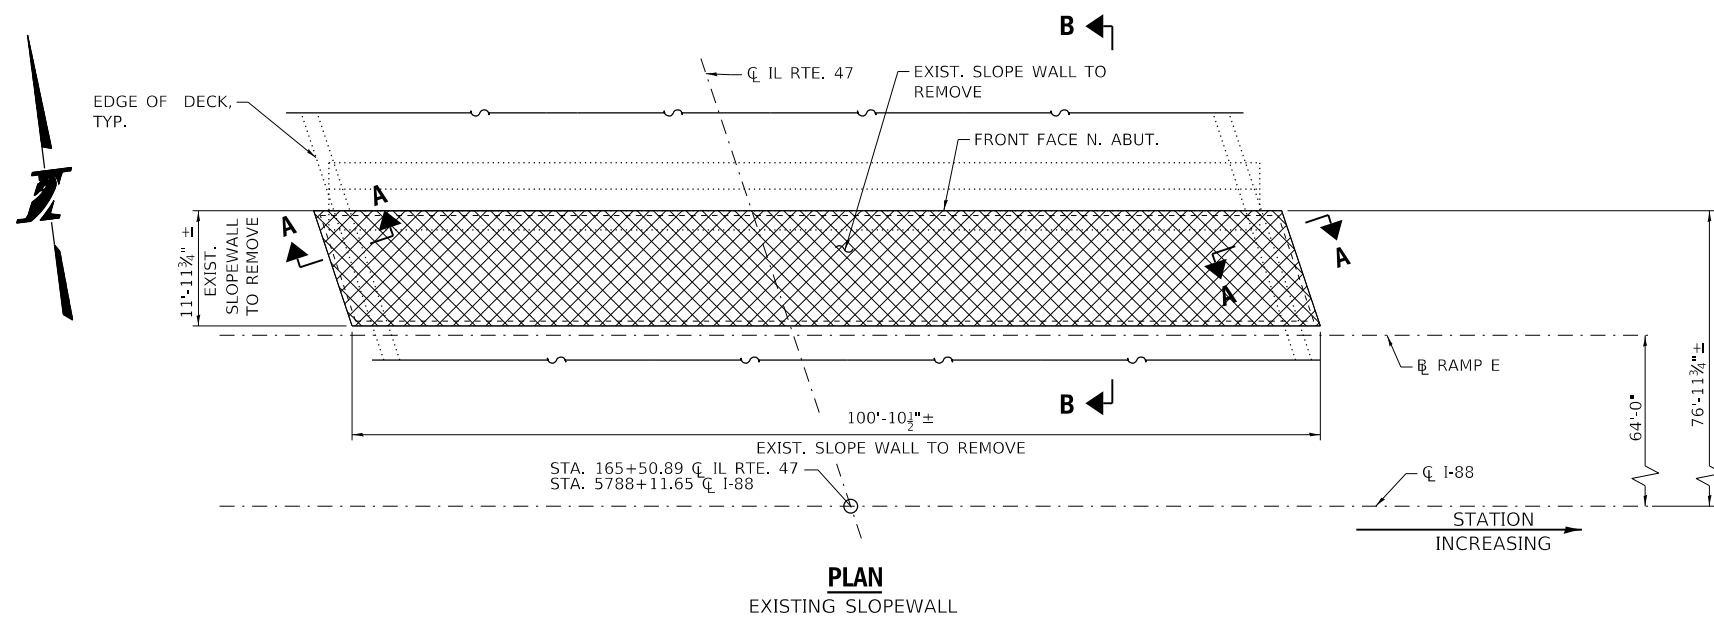 B
℄ IL RTE. 47
EXIST. SLOPE WALL TO
REMOVE
EDGE OF DECK,
TYP.
FRONT FACE N. ABUT.
A
A
11'-11¾" ±
EXIST.
SLOPEWALL
TO REMOVE
A
A
B
℄ RAMP E
64'-0"
76'-11¾"±
100'-10½"±
EXIST. SLOPE WALL TO REMOVE
STA. 165+50.89 ℄ IL RTE. 47
STA. 5788+11.65 ℄ I-88
℄ I-88
STATION
INCREASING
PLAN
EXISTING SLOPEWALL